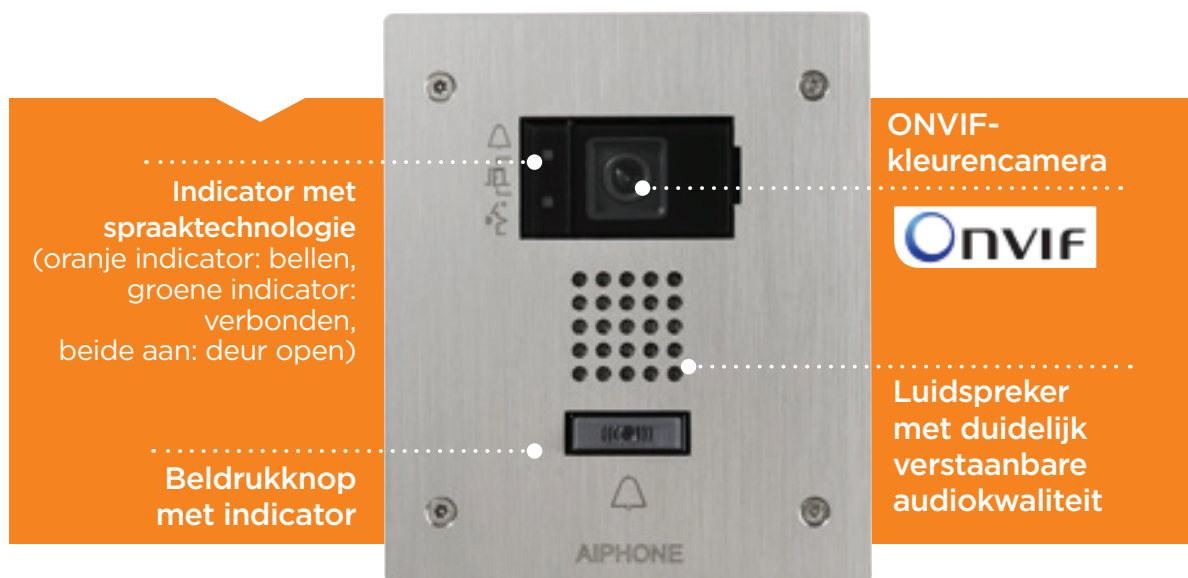 Indicator met
spraaktechnologie
(oranje indicator: bellen,
groene indicator:
verbonden,
beide aan: deur open)
Beldrukknop
met indicator
AIPHONE
ONVIF-
kleurencamera
Onvif
Luidspreker
met duidelijk
verstaanbare
audiokwaliteit